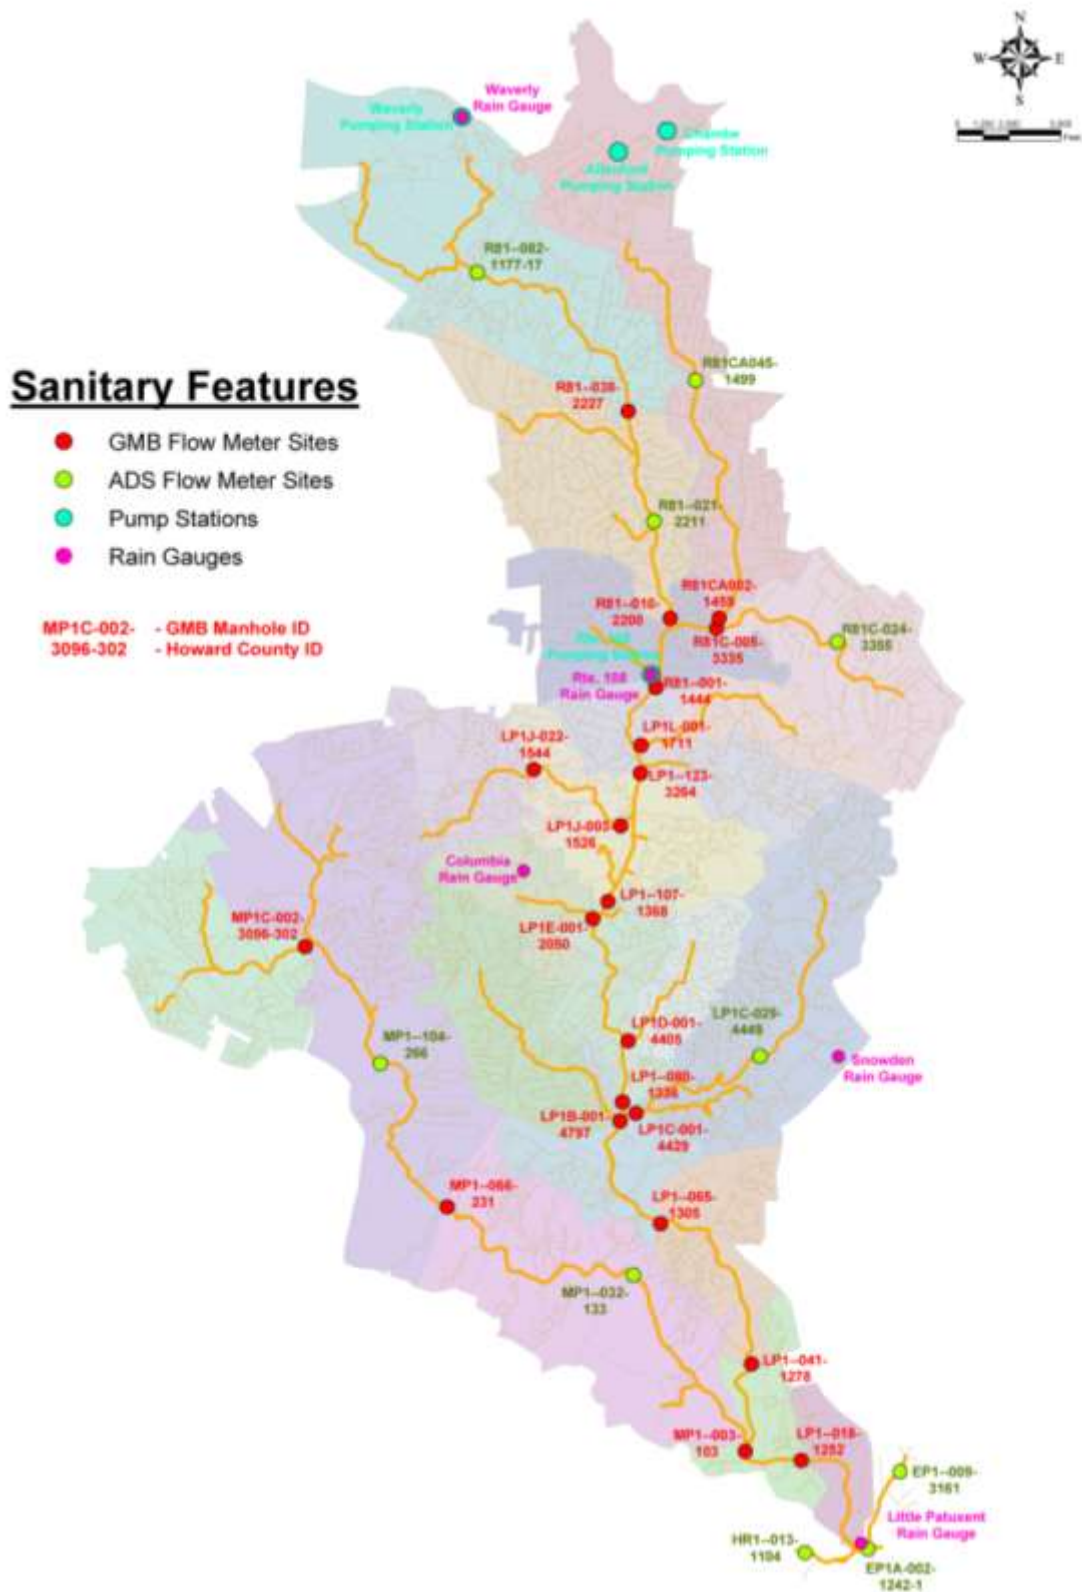 N
W
E
S
Feet
Waverly
Rain Gauge
Waverly
Pumping Station
Pumping Station
Pumping Station
R81--082-
1177-17
R81CA045-
1499
Sanitary Features
R81--038-
2227
GMB Flow Meter Sites
ADS Flow Meter Sites
Pump Stations
Rain Gauges
R81--021-
2211
MP1C-002-
- GMB Manhole ID
3096-302
- Howard County ID
R81--010-
2200
R81CA002-
1459
R81C-005-
3335
R81C-024-
3355
Pumping Station
Rte. 108
Rain Gauge
R81--001-
1444
LP1L-001-
1711
LP1J-022-
1544
LP1--123-
3264
LP1J-003-
1526
Columbia
Rain Gauge
LP1--107-
1368
LP1E-001-
2050
MP1C-002-
3096-302
LP1D-001-
4405
LP1C-029-
4449
MP1--104-
266
Snowden
Rain Gauge
LP1--080-
LP1B-001-
4797
LP1C-001-
4429
MP1--066-
231
LP1--065-
1305
MP1--032-
133
LP1--041-
1278
MP1--003-
103
LP1--018-
1252
EP1--009-
3161
Little Patuxent
Rain Gauge
HR1--013-
1104
EP1A-002-
1242-1